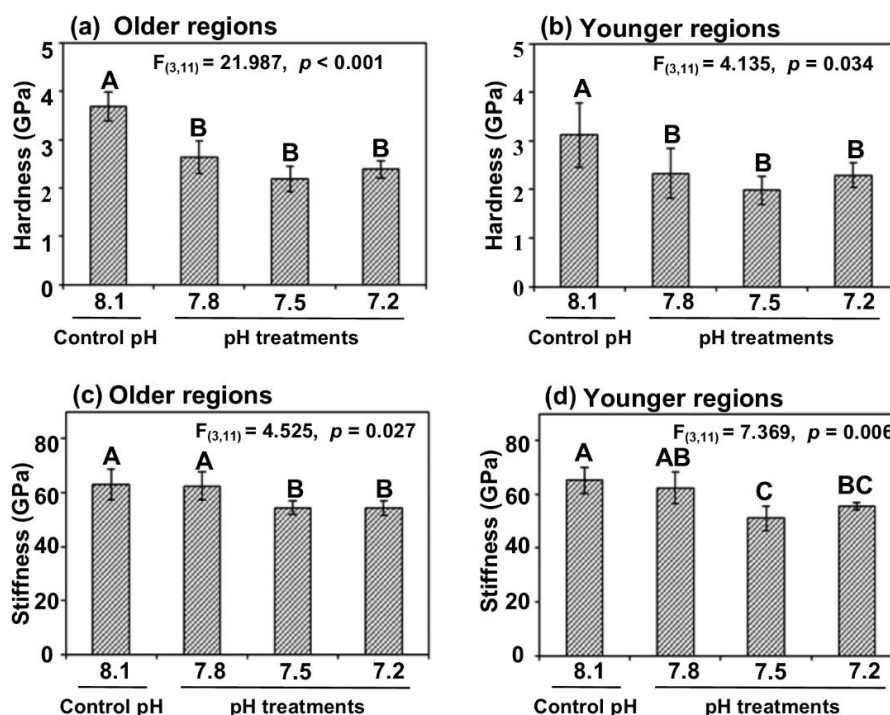 (a) Older regions
F(3,11) = 21.987, p < 0.001
Hardness (GPa)
5
4
3
2
1
0
A
B
B
B
8.1
7.8
7.5
7.2
Control pH
pH treatments
(b) Younger regions
F(3,11) = 4.135, p = 0.034
Hardness (GPa)
5
4
3
2
1
0
A
B
B
B
8.1
7.8
7.5
7.2
Control pH
pH treatments
(c) Older regions
F(3,11) = 4.525, p = 0.027
Stiffness (GPa)
80
60
40
20
0
A
A
B
B
8.1
7.8
7.5
7.2
Control pH
pH treatments
(d) Younger regions
F(3,11) = 7.369, p = 0.006
Stiffness (GPa)
80
60
40
20
0
A
AB
C
BC
8.1
7.8
7.5
7.2
Control pH
pH treatments